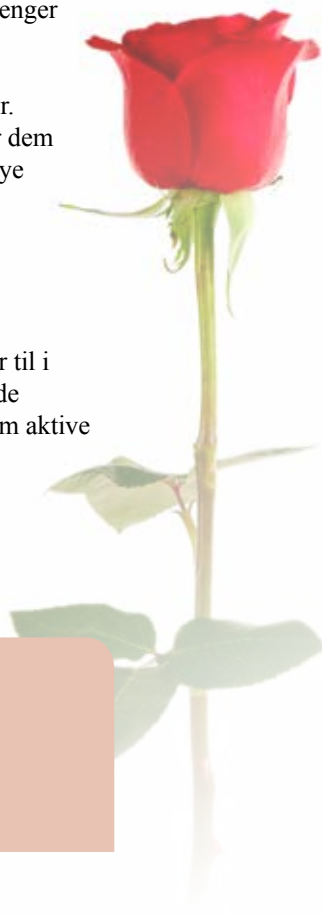 enger
r.
dem
ye
r til i
de
m aktive